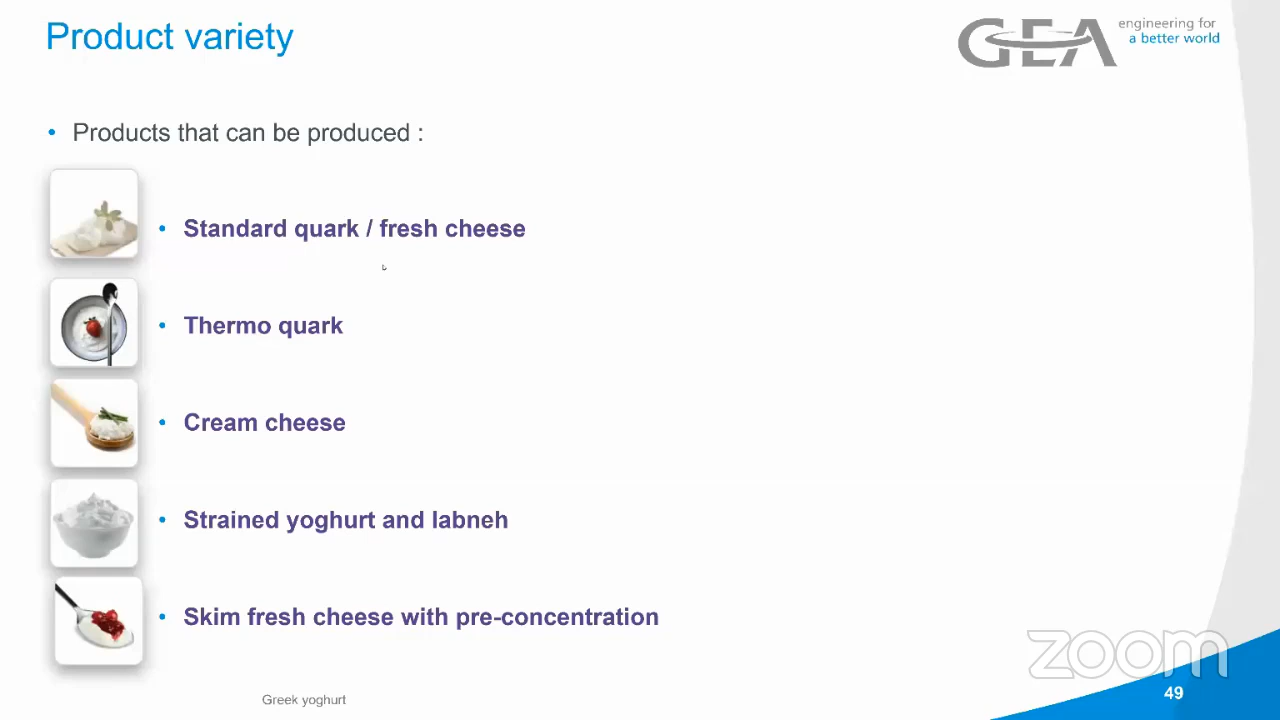 Product variety
GEA
engineering for
a better world
• Products that can be produced :
• Standard quark / fresh cheese
• Thermo quark
• Cream cheese
• Strained yoghurt and labneh
• Skim fresh cheese with pre-concentration
zoom
Greek yoghurt
49